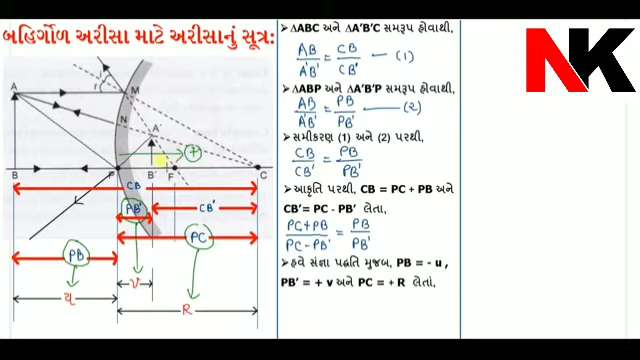 બહિર્ગોળ અરીસા માટે અરીસાનું સૂત્ર:
A
M
N
A'
B
P
B'
F
C
i
r
+
CB
PB'
CB'
PC
PB
u
v
R
➢ ∆ABC અને ∆A'B'C સમરૂપ હોવાથી,
AB/A'B' = CB/CB' — (1)
➢ ∆ABP અને ∆A'B'P સમરૂપ હોવાથી,
AB/A'B' = PB/PB' — (2)
➢ સમીકરણ (1) અને (2) પરથી,
CB/CB' = PB/PB'
➢ આકૃતિ પરથી, CB = PC + PB અને
CB'= PC - PB' લેતા,
PC+PB/PC-PB' = PB/PB'
➢ હવે સંજ્ઞા પદ્ધતિ મુજબ, PB = - u ,
PB' = + v અને PC = + R લેતાં,
NK